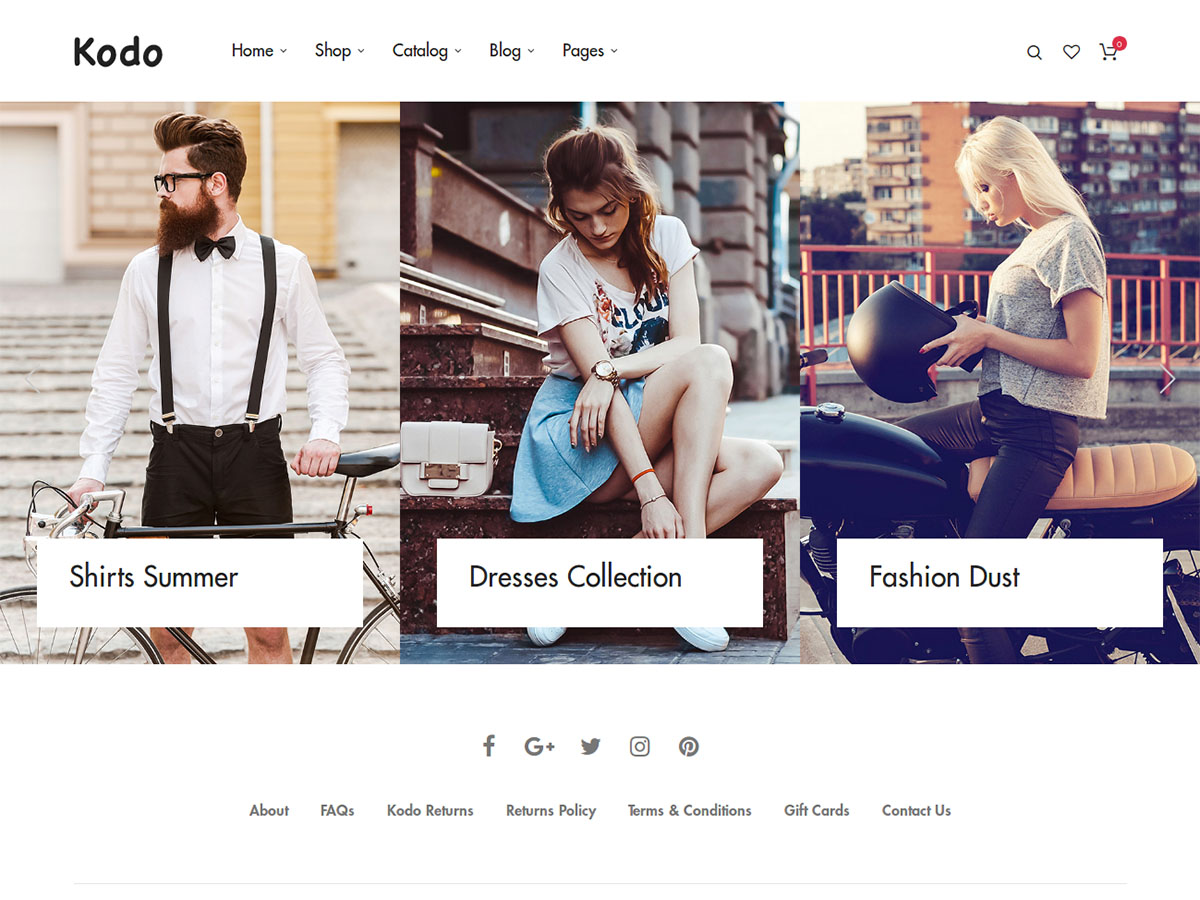 Kodo Home Shop Catalog Blog Pages 0
CLOUD
Shirts Summer Dresses Collection Fashion Dust
G+
About FAQs Kodo Returns Returns Policy Terms & Conditions Gift Cards Contact Us